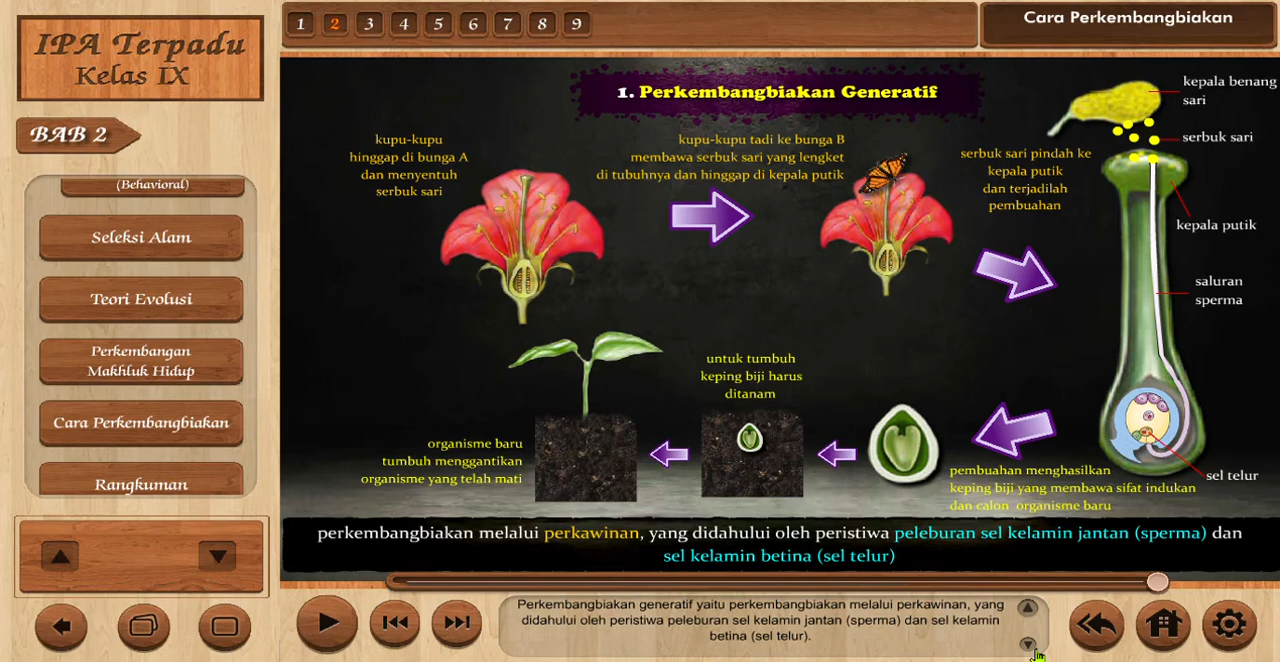 IPA Terpadu
Kelas IX
BAB 2
(Behavioral)
Seleksi Alam
Teori Evolusi
Perkembangan
Makhluk Hidup
Cara Perkembangbiakan
Rangkuman
1 2 3 4 5 6 7 8 9
Cara Perkembangbiakan
1. Perkembangbiakan Generatif
kupu-kupu
hinggap di bunga A
dan menyentuh
serbuk sari
kupu-kupu tadi ke bunga B
membawa serbuk sari yang lengket
di tubuhnya dan hinggap di kepala putik
serbuk sari pindah ke
kepala putik
dan terjadilah
pembuahan
kepala benang
sari
serbuk sari
kepala putik
saluran
sperma
sel telur
pembuahan menghasilkan
keping biji yang membawa sifat indukan
dan calon organisme baru
untuk tumbuh
keping biji harus
ditanam
organisme baru
tumbuh menggantikan
organisme yang telah mati
perkembangbiakan melalui perkawinan, yang didahului oleh peristiwa peleburan sel kelamin jantan (sperma) dan
sel kelamin betina (sel telur)
Perkembangbiakan generatif yaitu perkembangbiakan melalui perkawinan, yang
didahului oleh peristiwa peleburan sel kelamin jantan (sperma) dan sel kelamin
betina (sel telur).